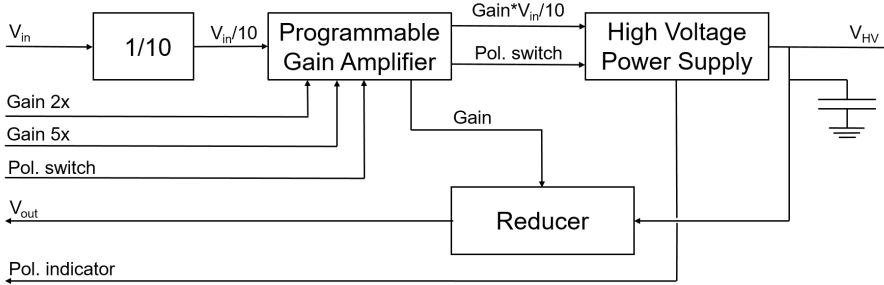 V_in
1/10
V_in/10
Programmable
Gain Amplifier
Gain*V_in/10
Pol. switch
High Voltage
Power Supply
V_HV
Gain 2x
Gain 5x
Pol. switch
Gain
V_out
Reducer
Pol. indicator